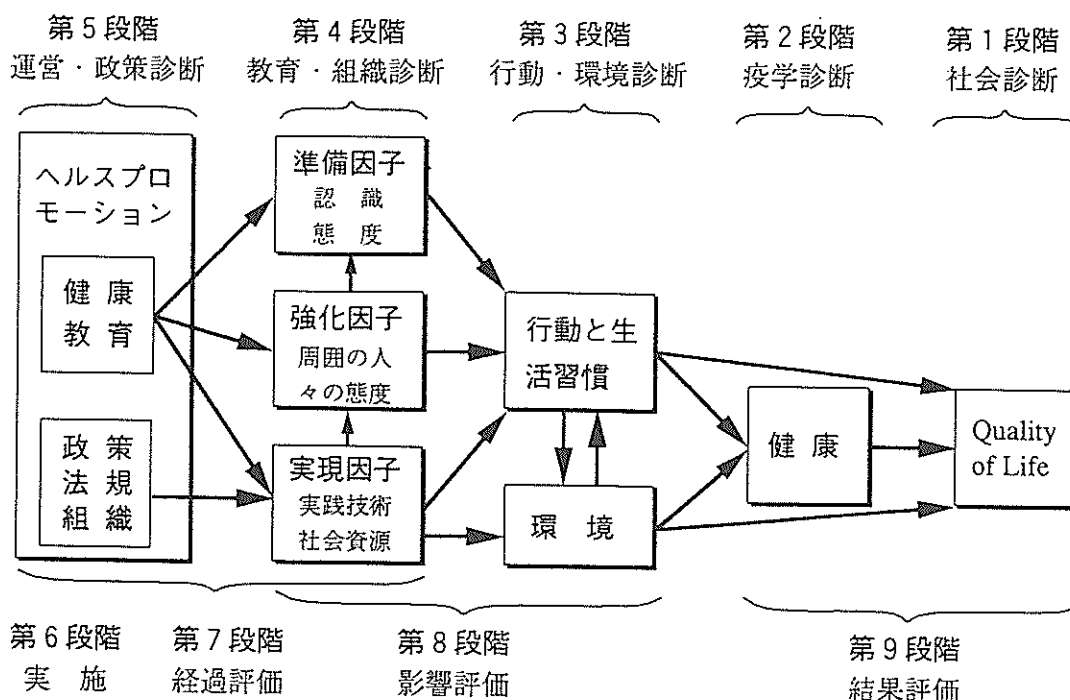 第5段階
運営・政策診断
第4段階
教育・組織診断
第3段階
行動・環境診断
第2段階
疫学診断
第1段階
社会診断
ヘルスプロ
モーション
健康
教育
政策
法規
組織
準備因子
認識
態度
強化因子
周囲の人
々の態度
実現因子
実践技術
社会資源
行動と生
活習慣
環境
健康
Quality
of Life
第6段階
実施
第7段階
経過評価
第8段階
影響評価
第9段階
結果評価